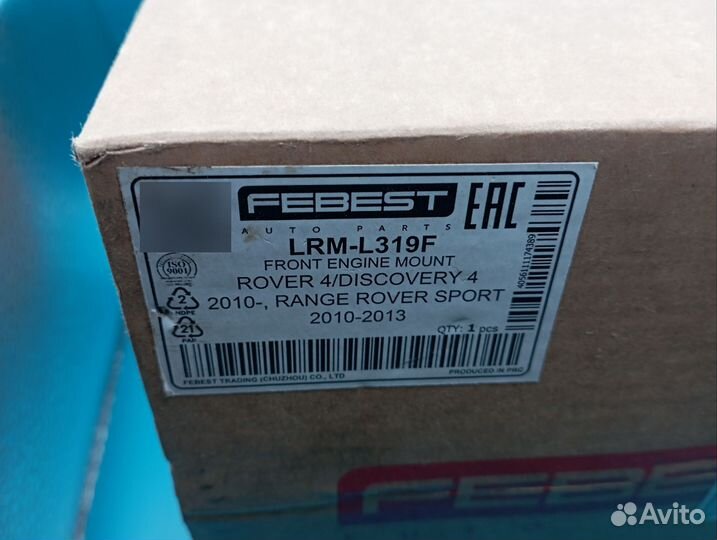 FEBEST
AUTO PARTS
EAC
LRM-L319F
FRONT ENGINE MOUNT
ROVER 4/DISCOVERY 4
2010-, RANGE ROVER SPORT
2010-2013
QTY: 1 pcs
ISO
9001
2
HDPE
21
PAP
4056111174389
FEBEST TRADING (CHUZHOU) CO., LTD
PRODUCED IN PRC
FEBEST
Avito